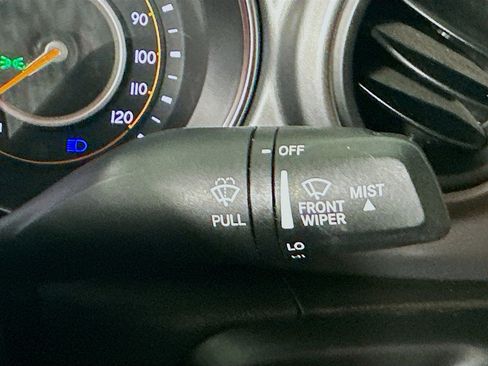 90
100
110
120
OFF
PULL
FRONT
WIPER
MIST
LO